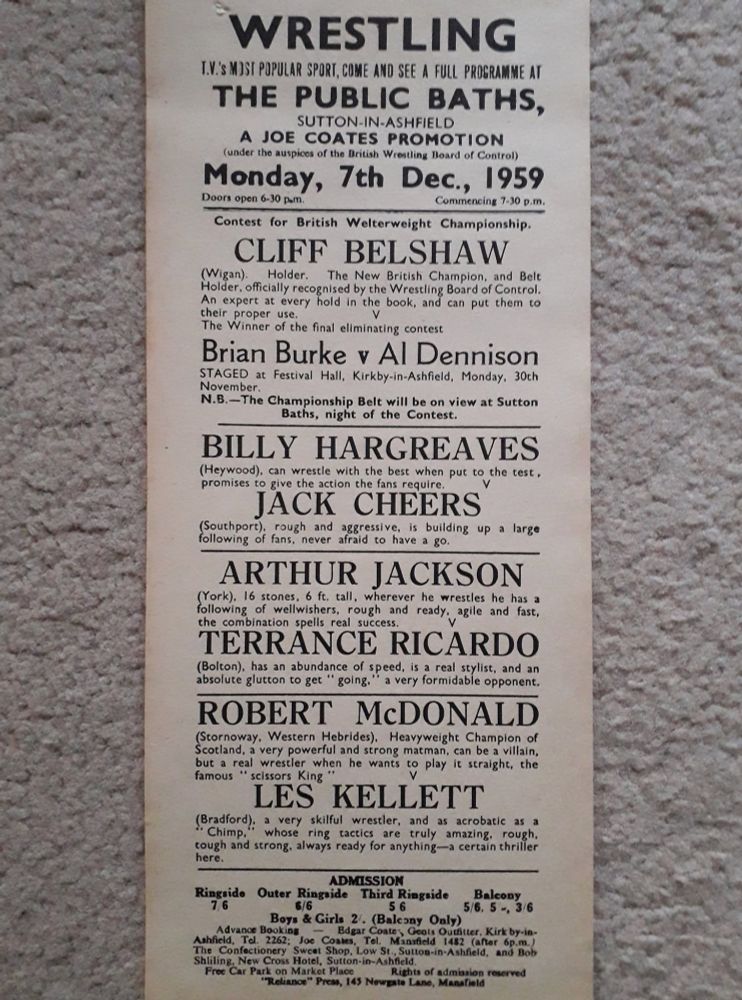 WRESTLING
T.V.'s MOST POPULAR SPORT, COME AND SEE A FULL PROGRAMME AT
THE PUBLIC BATHS,
SUTTON-IN-ASHFIELD
A JOE COATES PROMOTION
(under the auspices of the British Wrestling Board of Control)
Monday, 7th Dec., 1959
Doors open 6-30 p.m. Commencing 7-30 p.m.
Contest for British Welterweight Championship.
CLIFF BELSHAW
(Wigan). Holder. The New British Champion, and Belt
Holder, officially recognised by the Wrestling Board of Control.
An expert at every hold in the book, and can put them to
their proper use. V
The Winner of the final eliminating contest
Brian Burke v Al Dennison
STAGED at Festival Hall, Kirkby-in-Ashfield, Monday, 30th
November.
N.B.—The Championship Belt will be on view at Sutton
Baths, night of the Contest.
BILLY HARGREAVES
(Heywood), can wrestle with the best when put to the test,
promises to give the action the fans require. V
JACK CHEERS
(Southport), rough and aggressive, is building up a large
following of fans, never afraid to have a go.
ARTHUR JACKSON
(York), 16 stones, 6 ft. tall, wherever he wrestles he has a
following of wellwishers, rough and ready, agile and fast,
the combination spells real success. V
TERRANCE RICARDO
(Bolton), has an abundance of speed, is a real stylist, and an
absolute glutton to get "going," a very formidable opponent.
ROBERT McDONALD
(Stornoway, Western Hebrides), Heavyweight Champion of
Scotland, a very powerful and strong matman, can be a villain,
but a real wrestler when he wants to play it straight, the
famous "scissors King" V
LES KELLETT
(Bradford), a very skilful wrestler, and as acrobatic as a
"Chimp," whose ring tactics are truly amazing, rough,
tough and strong, always ready for anything—a certain thriller
here.
ADMISSION
Ringside Outer Ringside Third Ringside Balcony
7/6 6/6 5/6 5/6, 5/-, 3/6
Boys & Girls 2/. (Balcony Only)
Advance Booking — Edgar Coates, Gents Outfitter, Kirkby-in-
Ashfield, Tel. 2262; Joe Coates, Tel. Mansfield 1482 (after 6p.m.)
The Confectionery Sweet Shop, Low St., Sutton-in-Ashfield, and Bob
Shliling, New Cross Hotel, Sutton-in-Ashfield.
Free Car Park on Market Place Rights of admission reserved
"Reliance" Press, 145 Newgate Lane, Mansfield